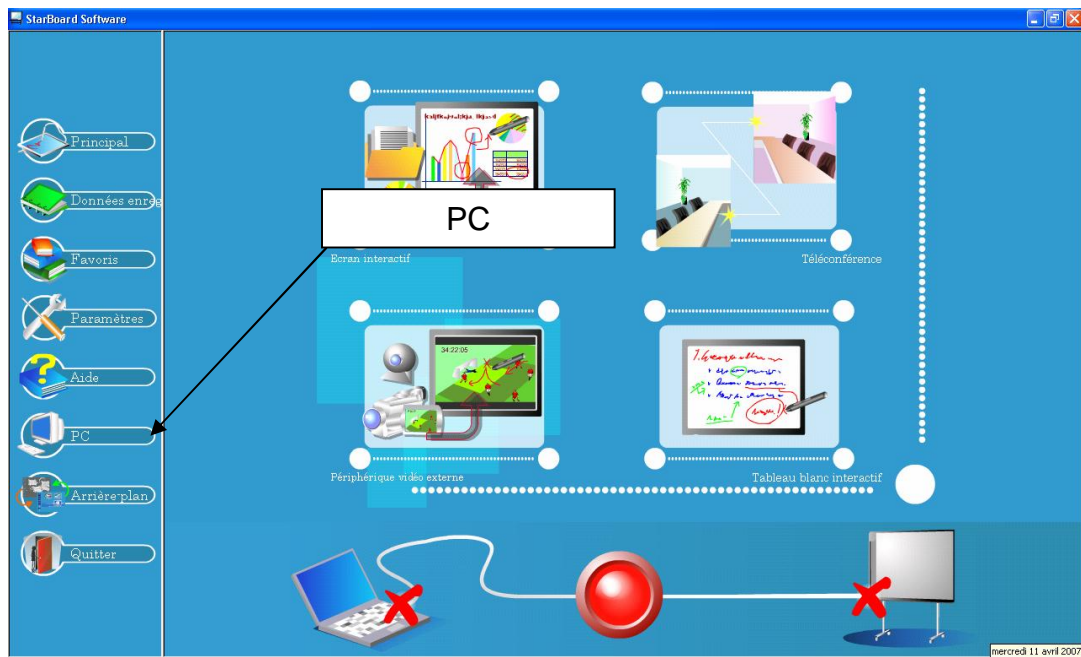 StarBoard Software
Principal
Données enreg
Favoris
Paramètres
Aide
PC
Arrière-plan
Quitter
PC
Ecran interactif
Téléconférence
34:22:05
Périphérique vidéo externe
Tableau blanc interactif
mercredi 11 avril 2007